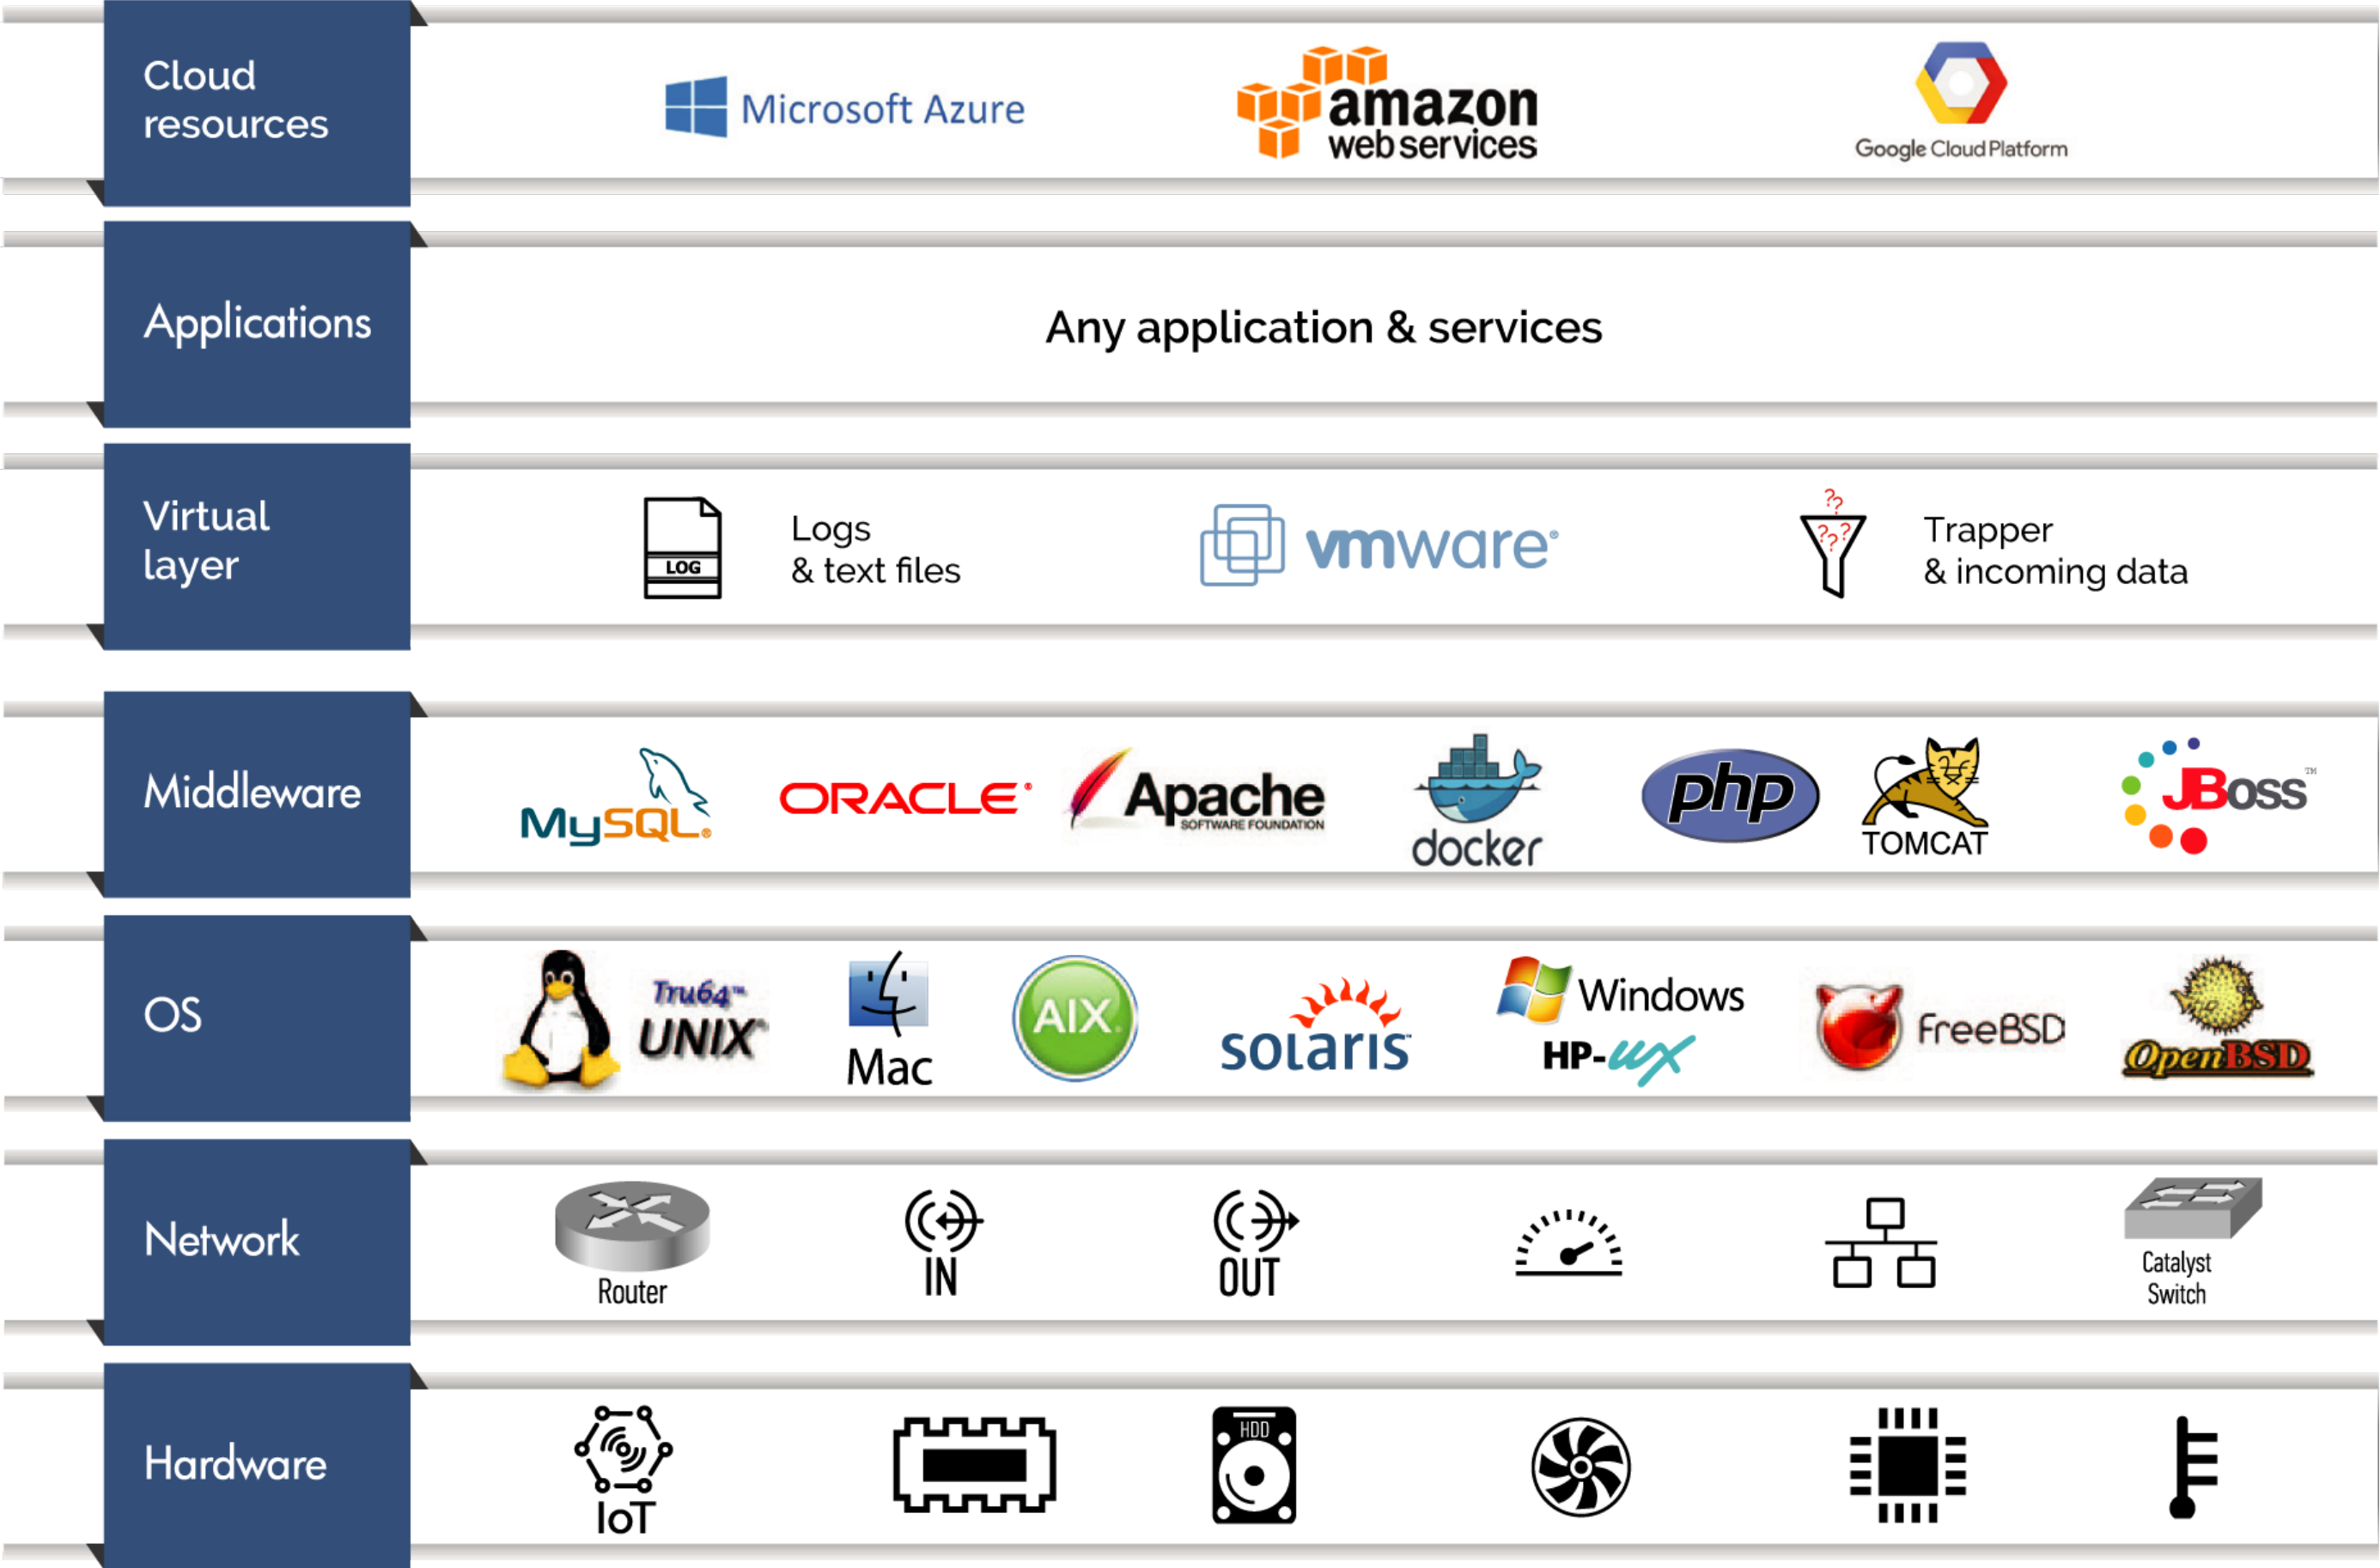 Cloud
resources
Microsoft Azure
amazon
web services
Google Cloud Platform
Applications
Any application & services
Virtual
layer
LOG
Logs
& text files
vmware®
??
???
Trapper
& incoming data
Middleware
MySQL®
ORACLE®
Apache
SOFTWARE FOUNDATION
docker
php
TOMCAT
JBoss™
OS
Tru64™
UNIX
Mac
AIX
solaris
Windows
HP-UX
FreeBSD
OpenBSD
Network
Router
IN
OUT
Catalyst
Switch
Hardware
IoT
HDD